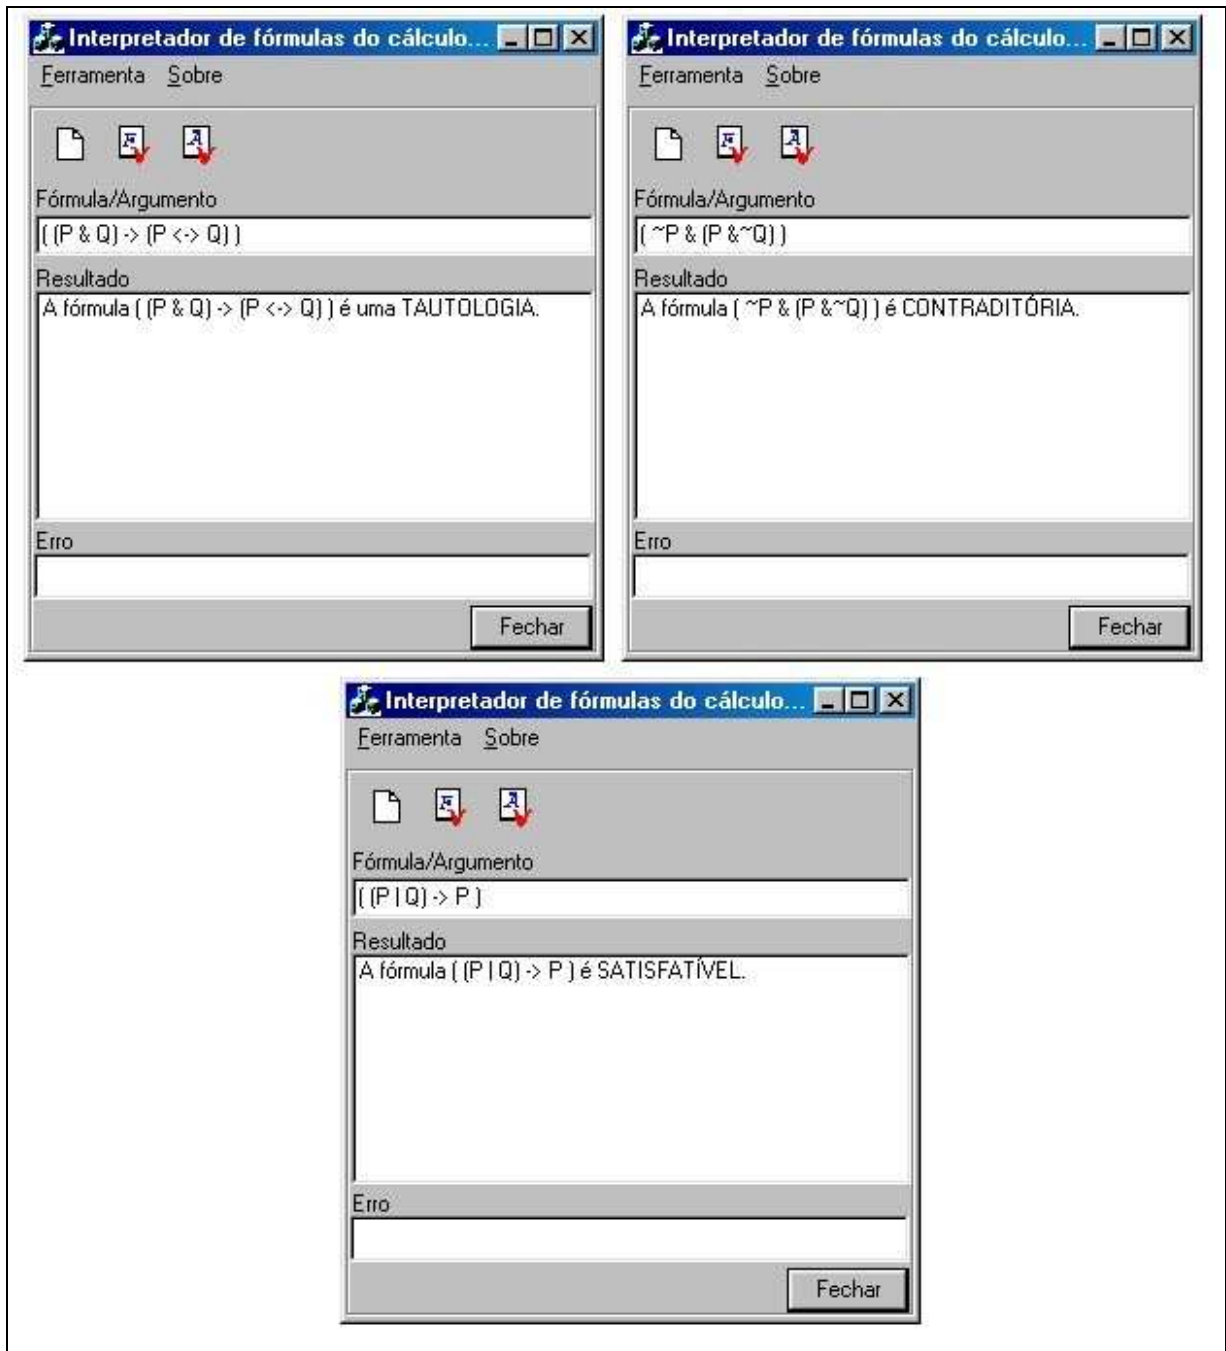 Interpretador de fórmulas do cálculo...
Ferramenta Sobre
Fórmula/Argumento
( (P & Q) -> (P <-> Q) )
Resultado
A fórmula ( (P & Q) -> (P <-> Q) ) é uma TAUTOLOGIA.
Erro
Fechar
Interpretador de fórmulas do cálculo...
Ferramenta Sobre
Fórmula/Argumento
( ~P & (P &~Q) )
Resultado
A fórmula ( ~P & (P &~Q) ) é CONTRADITÓRIA.
Erro
Fechar
Interpretador de fórmulas do cálculo...
Ferramenta Sobre
Fórmula/Argumento
( (P | Q) -> P )
Resultado
A fórmula ( (P | Q) -> P ) é SATISFATÍVEL.
Erro
Fechar